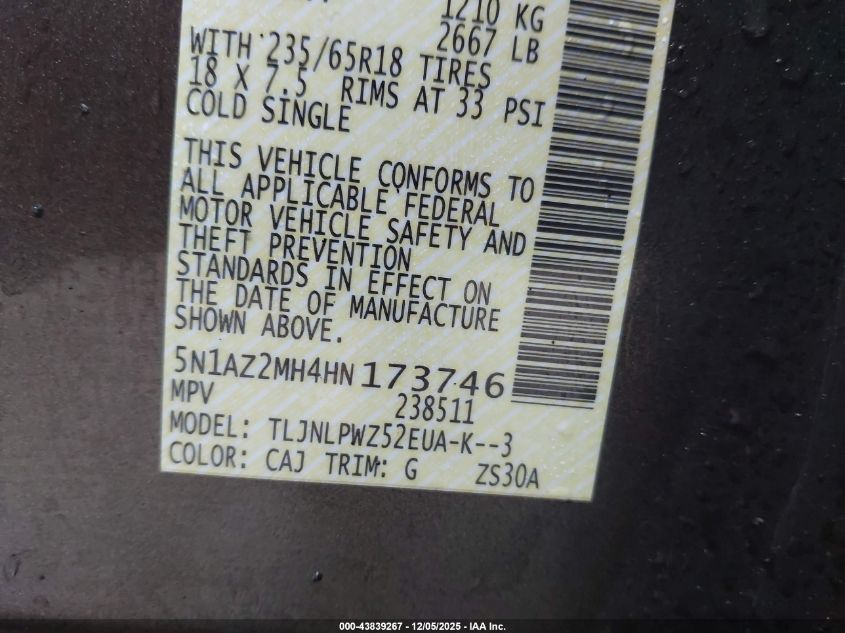 1210 KG
2667 LB
WITH 235/65R18 TIRES
18 X 7.5 RIMS AT 33 PSI
COLD SINGLE
THIS VEHICLE CONFORMS TO
ALL APPLICABLE FEDERAL
MOTOR VEHICLE SAFETY AND
THEFT PREVENTION
STANDARDS IN EFFECT ON
THE DATE OF MANUFACTURE
SHOWN ABOVE.
5N1AZ2MH4HN173746
MPV 238511
MODEL: TLJNLPWZ52EUA-K--3
COLOR: CAJ TRIM: G ZS30A
000-43839267 - 12/05/2025 - IAA Inc.